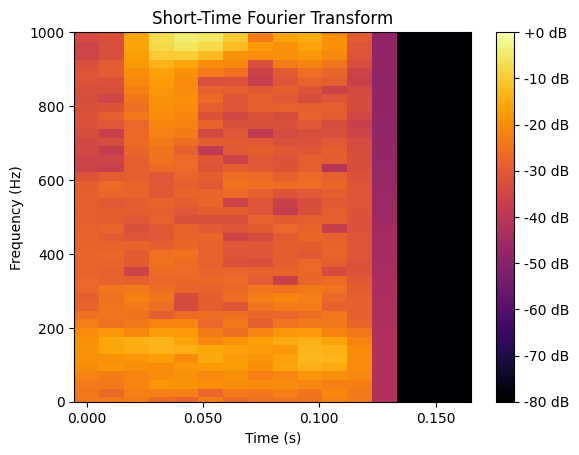 Short-Time Fourier Transform
1000
800
600
400
200
0
Frequency (Hz)
0.000
0.050
0.100
0.150
Time (s)
+0 dB
-10 dB
-20 dB
-30 dB
-40 dB
-50 dB
-60 dB
-70 dB
-80 dB